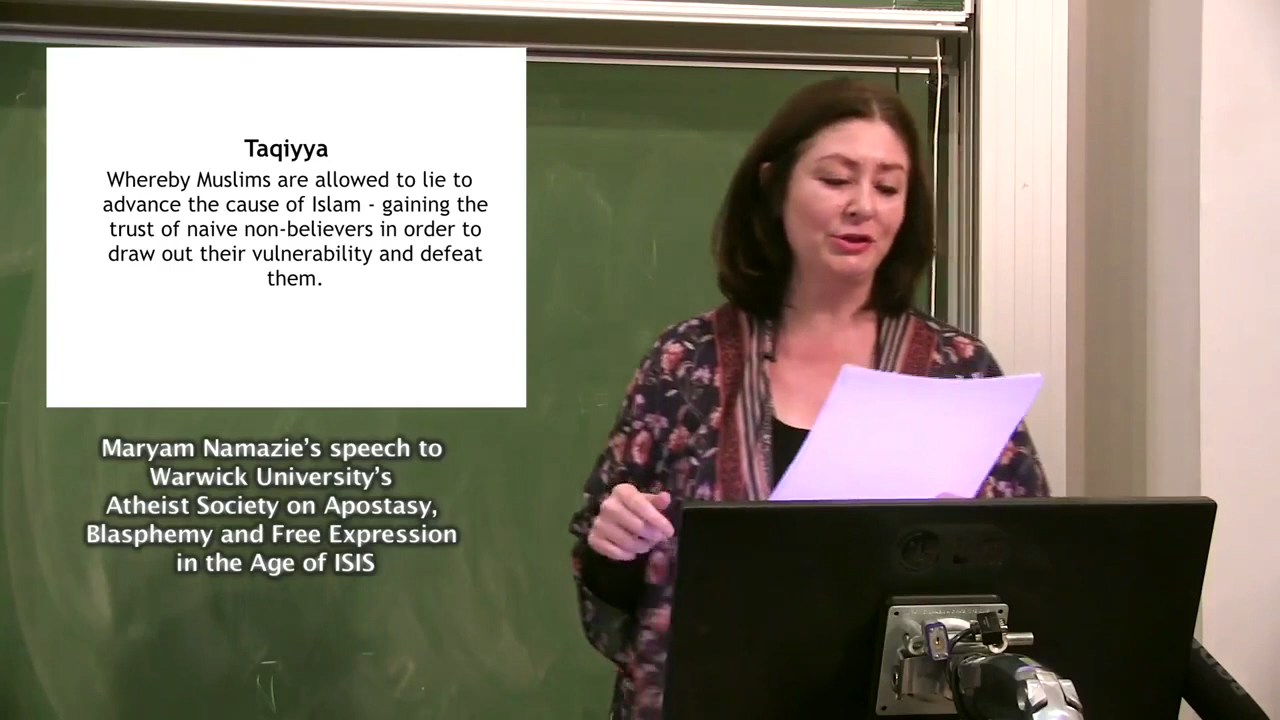 Taqiyya
Whereby Muslims are allowed to lie to
advance the cause of Islam - gaining the
trust of naive non-believers in order to
draw out their vulnerability and defeat
them.
Maryam Namazie’s speech to
Warwick University’s
Atheist Society on Apostasy,
Blasphemy and Free Expression
in the Age of ISIS